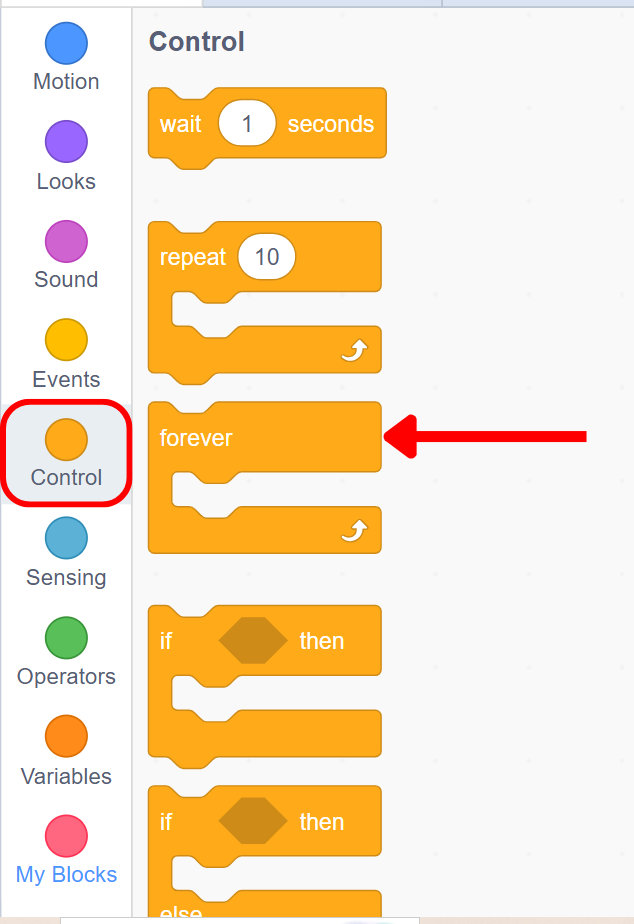 Motion
Looks
Sound
Events
Control
Sensing
Operators
Variables
My Blocks
Control
wait 1 seconds
repeat 10
forever
if then
if then
else